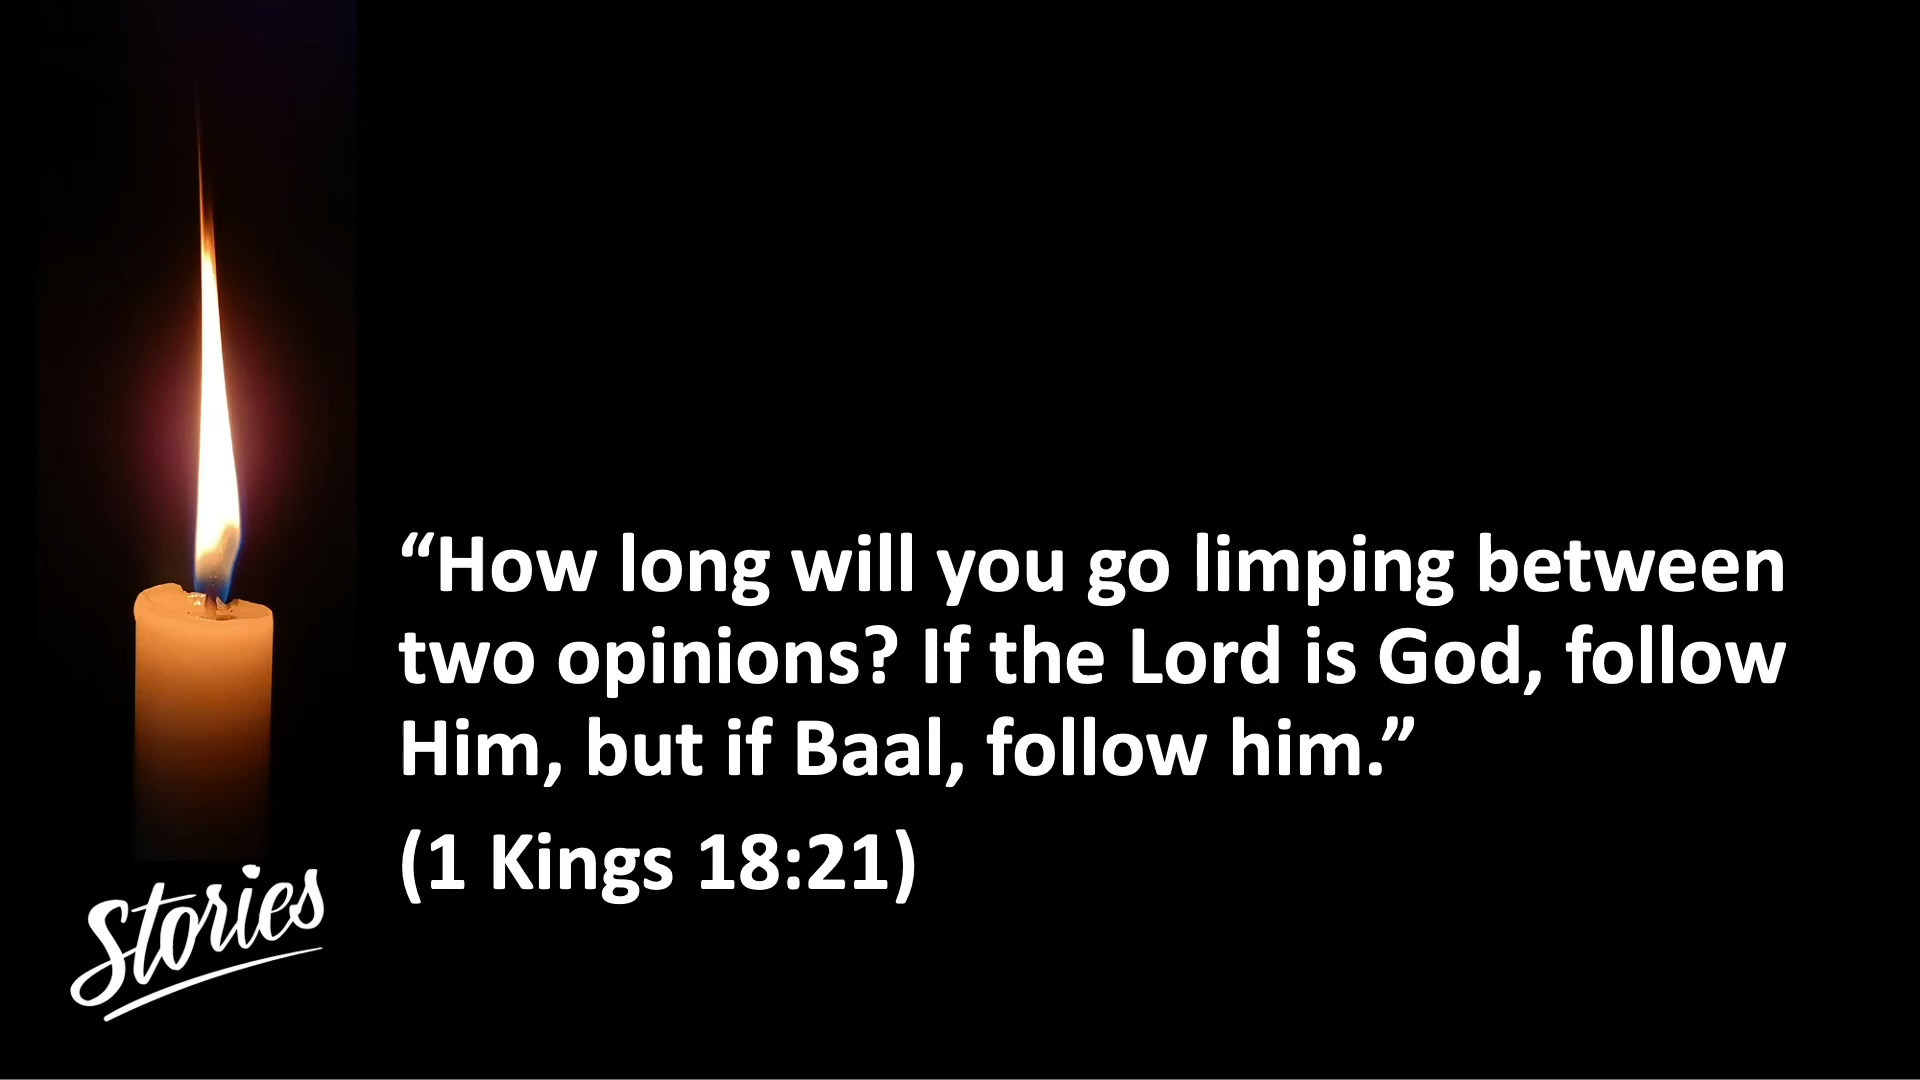 “How long will you go limping between
two opinions? If the Lord is God, follow
Him, but if Baal, follow him.”
(1 Kings 18:21)
Stories